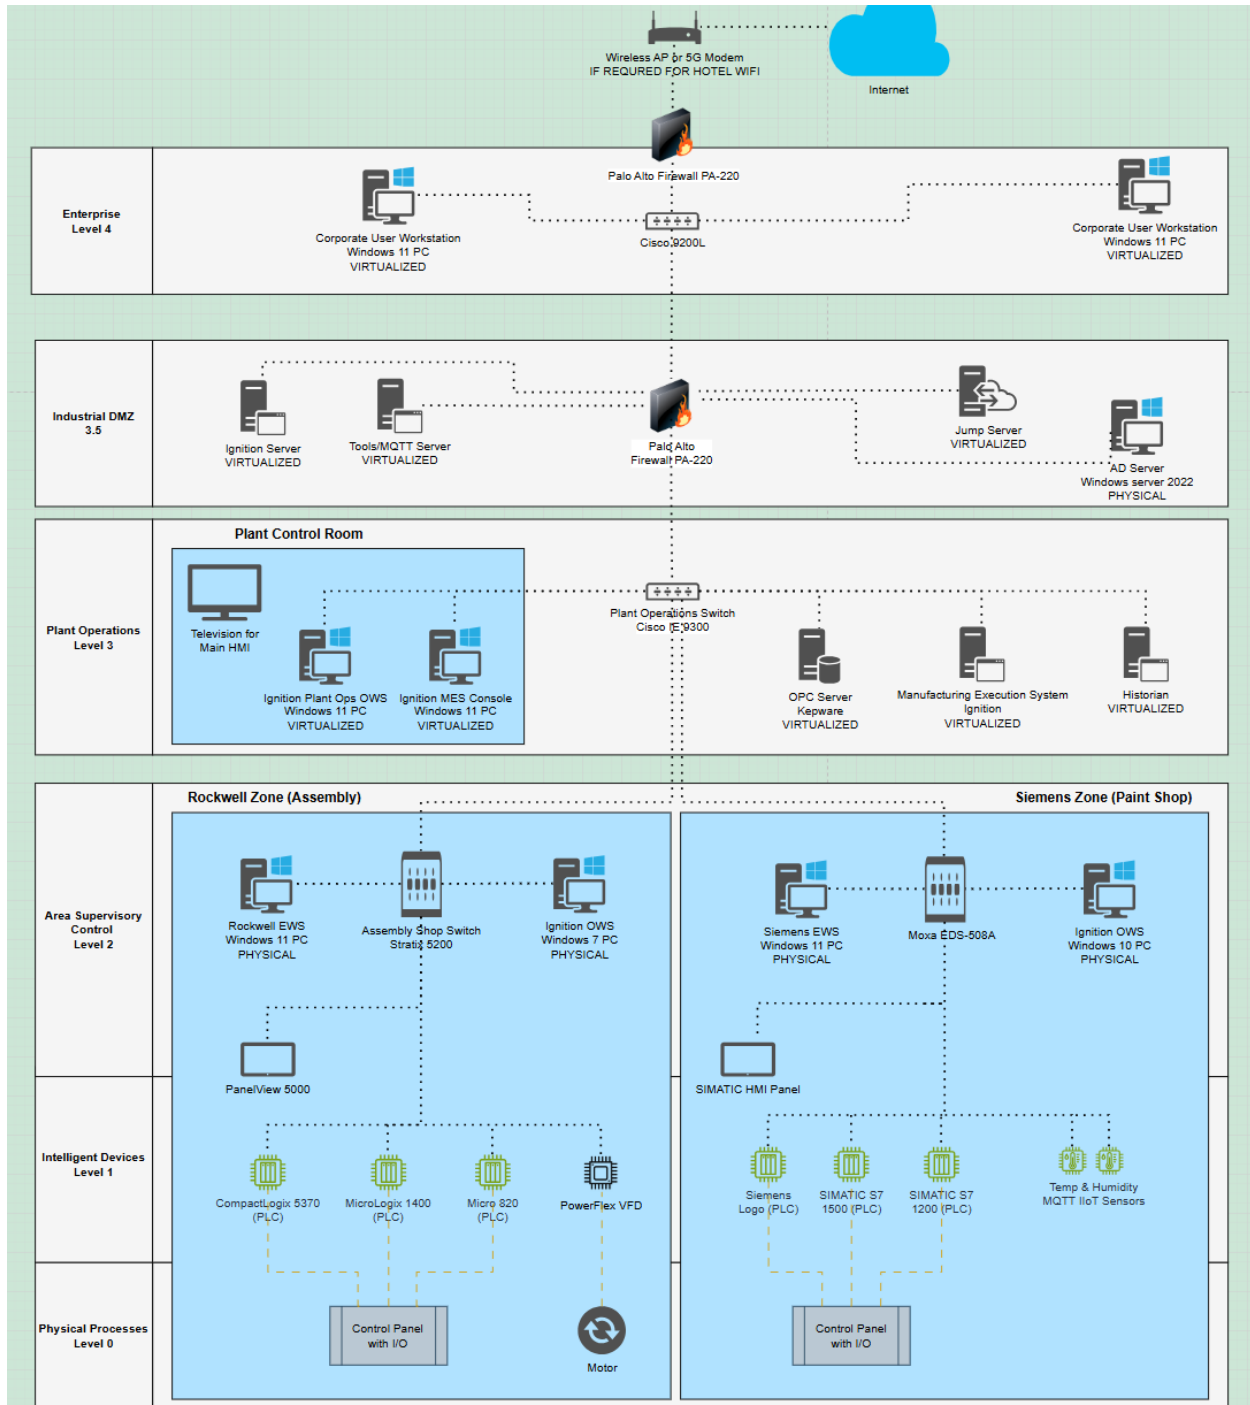 Wireless AP or 5G Modem
IF REQURED FOR HOTEL WIFI
Internet
Palo Alto Firewall PA-220
Enterprise
Level 4
Corporate User Workstation
Windows 11 PC
VIRTUALIZED
Cisco 9200L
Corporate User Workstation
Windows 11 PC
VIRTUALIZED
Industrial DMZ
3.5
Ignition Server
VIRTUALIZED
Tools/MQTT Server
VIRTUALIZED
Palo Alto
Firewall PA-220
Jump Server
VIRTUALIZED
AD Server
Windows server 2022
PHYSICAL
Plant Operations
Level 3
Plant Control Room
Television for
Main HMI
Ignition Plant Ops OWS
Windows 11 PC
VIRTUALIZED
Ignition MES Console
Windows 11 PC
VIRTUALIZED
Plant Operations Switch
Cisco IE 9300
OPC Server
Kepware
VIRTUALIZED
Manufacturing Execution System
Ignition
VIRTUALIZED
Historian
VIRTUALIZED
Area Supervisory
Control
Level 2
Rockwell Zone (Assembly)
Siemens Zone (Paint Shop)
Rockwell EWS
Windows 11 PC
PHYSICAL
Assembly Shop Switch
Stratix 5200
Ignition OWS
Windows 7 PC
PHYSICAL
Siemens EWS
Windows 11 PC
PHYSICAL
Moxa EDS-508A
Ignition OWS
Windows 10 PC
PHYSICAL
PanelView 5000
SIMATIC HMI Panel
Intelligent Devices
Level 1
CompactLogix 5370
(PLC)
MicroLogix 1400
(PLC)
Micro 820
(PLC)
PowerFlex VFD
Siemens
Logo (PLC)
SIMATIC S7
1500 (PLC)
SIMATIC S7
1200 (PLC)
Temp & Humidity
MQTT IIoT Sensors
Physical Processes
Level 0
Control Panel
with I/O
Motor
Control Panel
with I/O